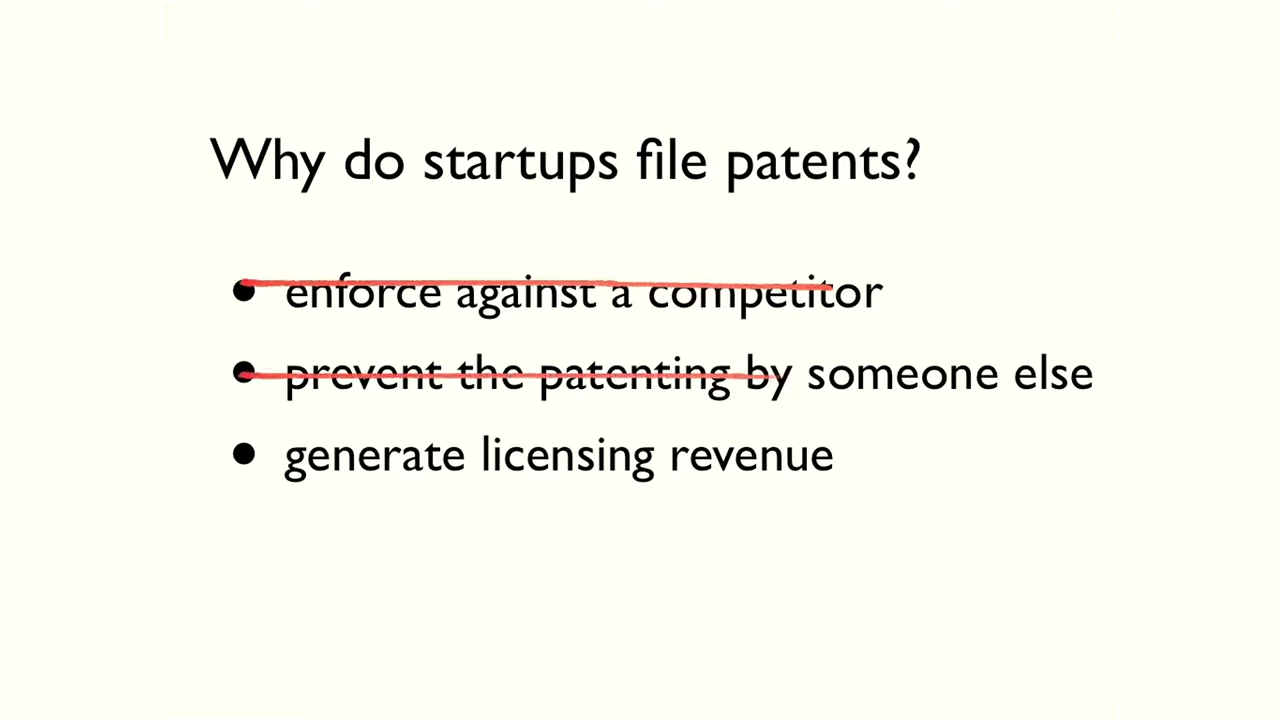 Why do startups file patents?
• enforce against a competitor
• prevent the patenting by someone else
• generate licensing revenue